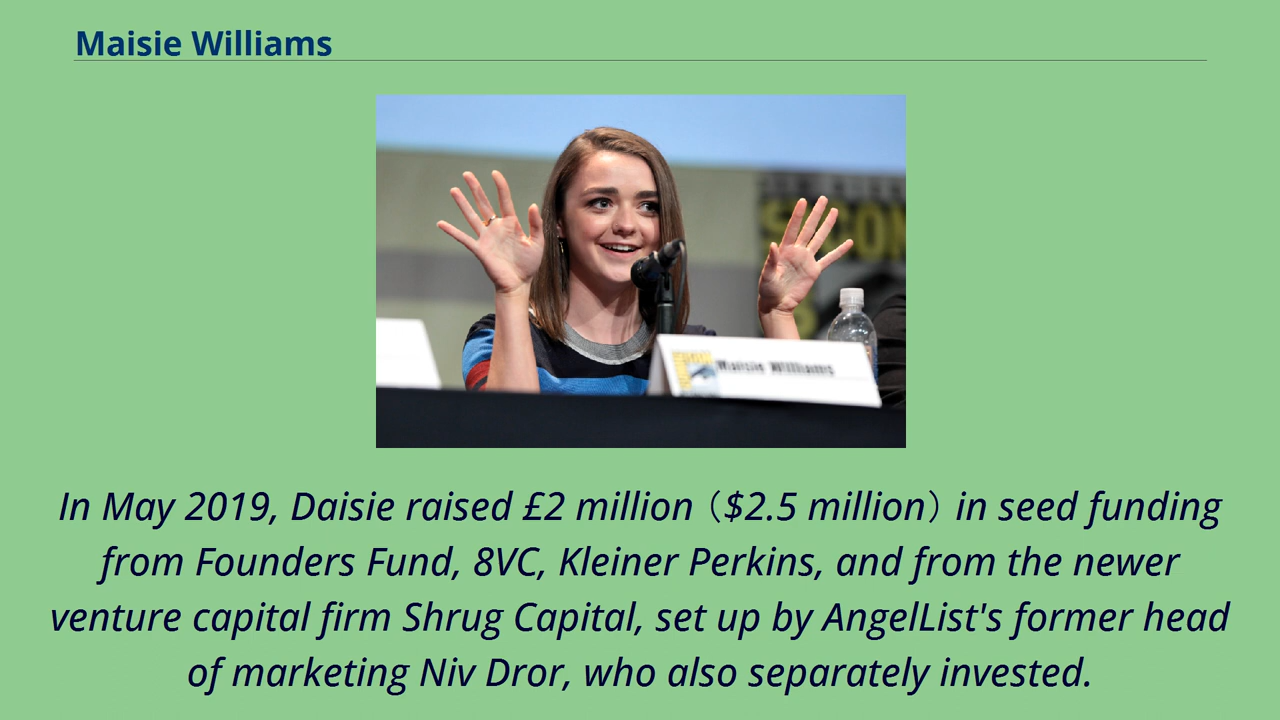 Maisie Williams
CON
Maisie Williams
In May 2019, Daisie raised £2 million（$2.5 million）in seed funding
from Founders Fund, 8VC, Kleiner Perkins, and from the newer
venture capital firm Shrug Capital, set up by AngelList's former head
of marketing Niv Dror, who also separately invested.